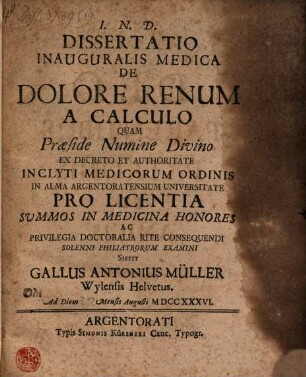 I. N. D.
DISSERTATIO
INAUGURALIS MEDICA
DE
DOLORE RENUM
A CALCULO
QUAM
Præside Numine Divino
EX DECRETO ET AUTHORITATE
INCLYTI MEDICORUM ORDINIS
IN ALMA ARGENTORATENSIUM UNIVERSITATE
PRO LICENTIA
SUMMOS IN MEDICINA HONORES
AC
PRIVILEGIA DOCTORALIA RITE CONSEQUENDI
SOLENNI PHILIATRORUM EXAMINI
SISTIT
GALLUS ANTONIUS MÜLLER
Wylensis Helvetus.
Ad Diem Mensis Augusti MDCCXXXVI.
ARGENTORATI
Typis SIMONIS KÜRSNERI Canc. Typogr.